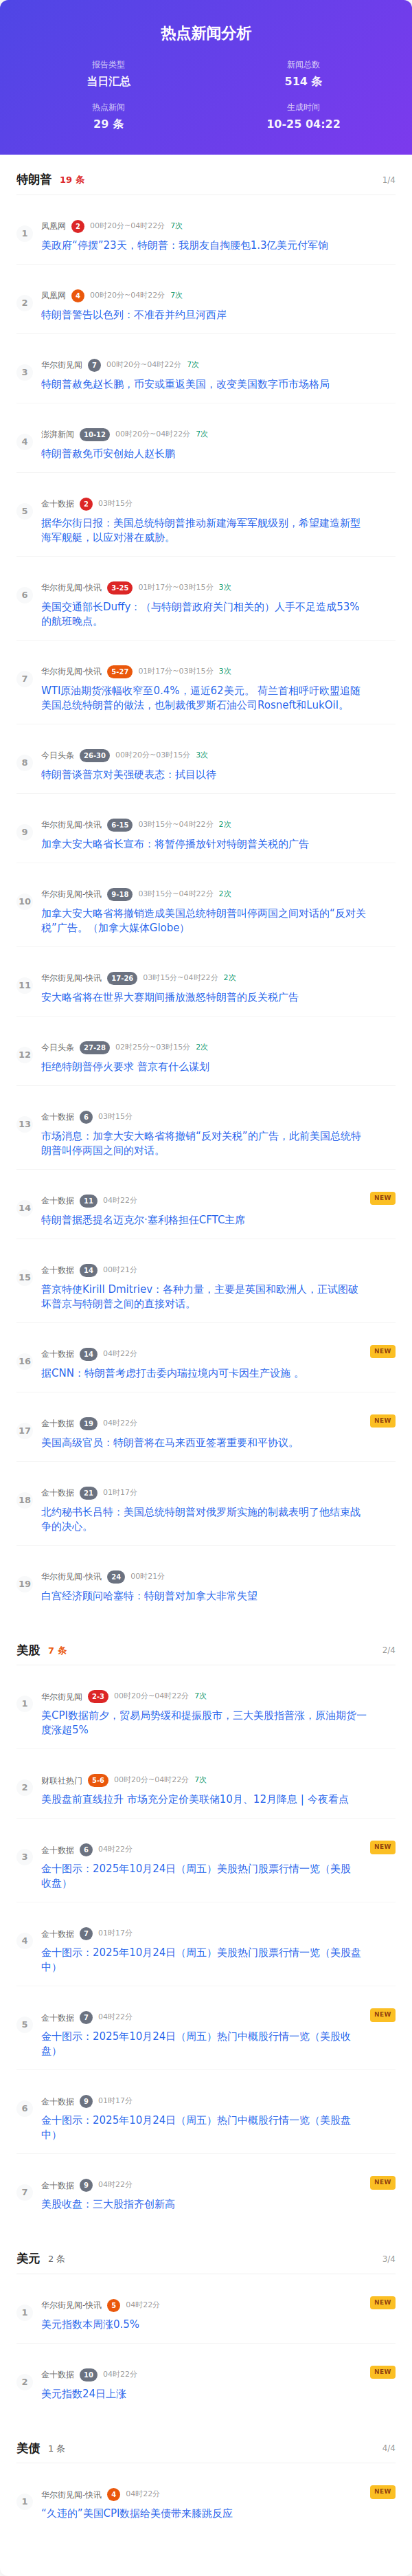 热点新闻分析
报告类型
新闻总数
当日汇总
514 条
热点新闻
生成时间
29 条
10-25 04:22
特朗普 19 条 1/4
1
凤凰网 2 00时20分~04时22分 7次
美政府“停摆”23天，特朗普：我朋友自掏腰包1.3亿美元付军饷
2
凤凰网 4 00时20分~04时22分 7次
特朗普警告以色列：不准吞并约旦河西岸
3
华尔街见闻 7 00时20分~04时22分 7次
特朗普赦免赵长鹏，币安或重返美国，改变美国数字币市场格局
4
澎湃新闻 10-12 00时20分~04时22分 7次
特朗普赦免币安创始人赵长鹏
5
金十数据 2 03时15分
据华尔街日报：美国总统特朗普推动新建海军军舰级别，希望建造新型
海军舰艇，以应对潜在威胁。
6
华尔街见闻-快讯 3-25 01时17分~03时15分 3次
美国交通部长Duffy：（与特朗普政府关门相关的）人手不足造成53%
的航班晚点。
7
华尔街见闻-快讯 5-27 01时17分~03时15分 3次
WTI原油期货涨幅收窄至0.4%，逼近62美元。 荷兰首相呼吁欧盟追随
美国总统特朗普的做法，也制裁俄罗斯石油公司Rosneft和LukOil。
8
今日头条 26-30 00时20分~03时15分 3次
特朗普谈普京对美强硬表态：拭目以待
9
华尔街见闻-快讯 6-15 03时15分~04时22分 2次
加拿大安大略省长宣布：将暂停播放针对特朗普关税的广告
10
华尔街见闻-快讯 9-18 03时15分~04时22分 2次
加拿大安大略省将撤销造成美国总统特朗普叫停两国之间对话的“反对关
税”广告。（加拿大媒体Globe）
11
华尔街见闻-快讯 17-26 03时15分~04时22分 2次
安大略省将在世界大赛期间播放激怒特朗普的反关税广告
12
今日头条 27-28 02时25分~03时15分 2次
拒绝特朗普停火要求 普京有什么谋划
13
金十数据 6 03时15分
市场消息：加拿大安大略省将撤销“反对关税”的广告，此前美国总统特
朗普叫停两国之间的对话。
14
金十数据 11 04时22分 NEW
特朗普据悉提名迈克尔·塞利格担任CFTC主席
15
金十数据 14 00时21分
普京特使Kirill Dmitriev：各种力量，主要是英国和欧洲人，正试图破
坏普京与特朗普之间的直接对话。
16
金十数据 14 04时22分 NEW
据CNN：特朗普考虑打击委内瑞拉境内可卡因生产设施 。
17
金十数据 19 04时22分 NEW
美国高级官员：特朗普将在马来西亚签署重要和平协议。
18
金十数据 21 01时17分
北约秘书长吕特：美国总统特朗普对俄罗斯实施的制裁表明了他结束战
争的决心。
19
华尔街见闻-快讯 24 00时21分
白宫经济顾问哈塞特：特朗普对加拿大非常失望
美股 7 条 2/4
1
华尔街见闻 2-3 00时20分~04时22分 7次
美CPI数据前夕，贸易局势缓和提振股市，三大美股指普涨，原油期货一
度涨超5%
2
财联社热门 5-6 00时20分~04时22分 7次
美股盘前直线拉升 市场充分定价美联储10月、12月降息 | 今夜看点
3
金十数据 6 04时22分 NEW
金十图示：2025年10月24日（周五）美股热门股票行情一览（美股
收盘）
4
金十数据 7 01时17分
金十图示：2025年10月24日（周五）美股热门股票行情一览（美股盘
中）
5
金十数据 7 04时22分 NEW
金十图示：2025年10月24日（周五）热门中概股行情一览（美股收
盘）
6
金十数据 9 01时17分
金十图示：2025年10月24日（周五）热门中概股行情一览（美股盘
中）
7
金十数据 9 04时22分 NEW
美股收盘：三大股指齐创新高
美元 2 条 3/4
1
华尔街见闻-快讯 5 04时22分 NEW
美元指数本周涨0.5%
2
金十数据 10 04时22分 NEW
美元指数24日上涨
美债 1 条 4/4
1
华尔街见闻-快讯 4 04时22分 NEW
“久违的”美国CPI数据给美债带来膝跳反应